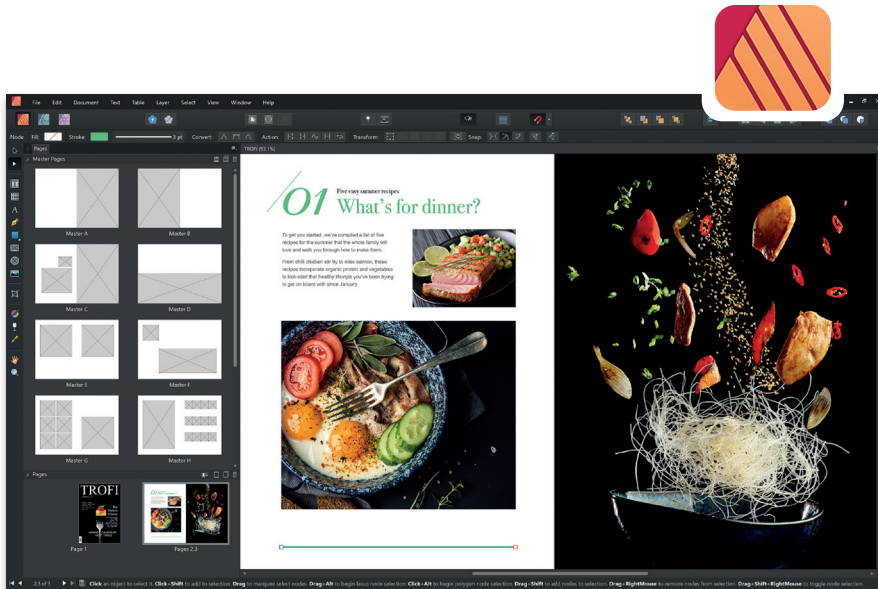 File Edit Document Text Table Layer Select View Window Help
Node Fill: Stroke: 3 pt Convert: Action: Transform: Snap:
Pages
TROFI (93.1%)
Master Pages
Master A
Master B
Master C
Master D
Master E
Master F
Master G
Master H
Pages
TROFI
Page 1
Pages 2,3
01
Five easy summer recipes
What's for dinner?
To get you started, we've compiled a list of five
recipes for the summer that the whole family will
love and walk you through how to make them.
From chilli chicken stir fry to miso salmon, these
recipes incorporate organic protein and vegetables
to kick-start that healthy lifestyle you've been trying
to get on board with since January.
2,3 of 3
Click an object to select it. Click+Shift to add to selection. Drag to marquee select nodes. Drag+Alt to begin lasso node selection. Click+Alt to begin polygon node selection. Drag+Shift to add nodes to selection. Drag+RightMouse to remove nodes from selection. Drag+Shift+RightMouse to toggle node selection.